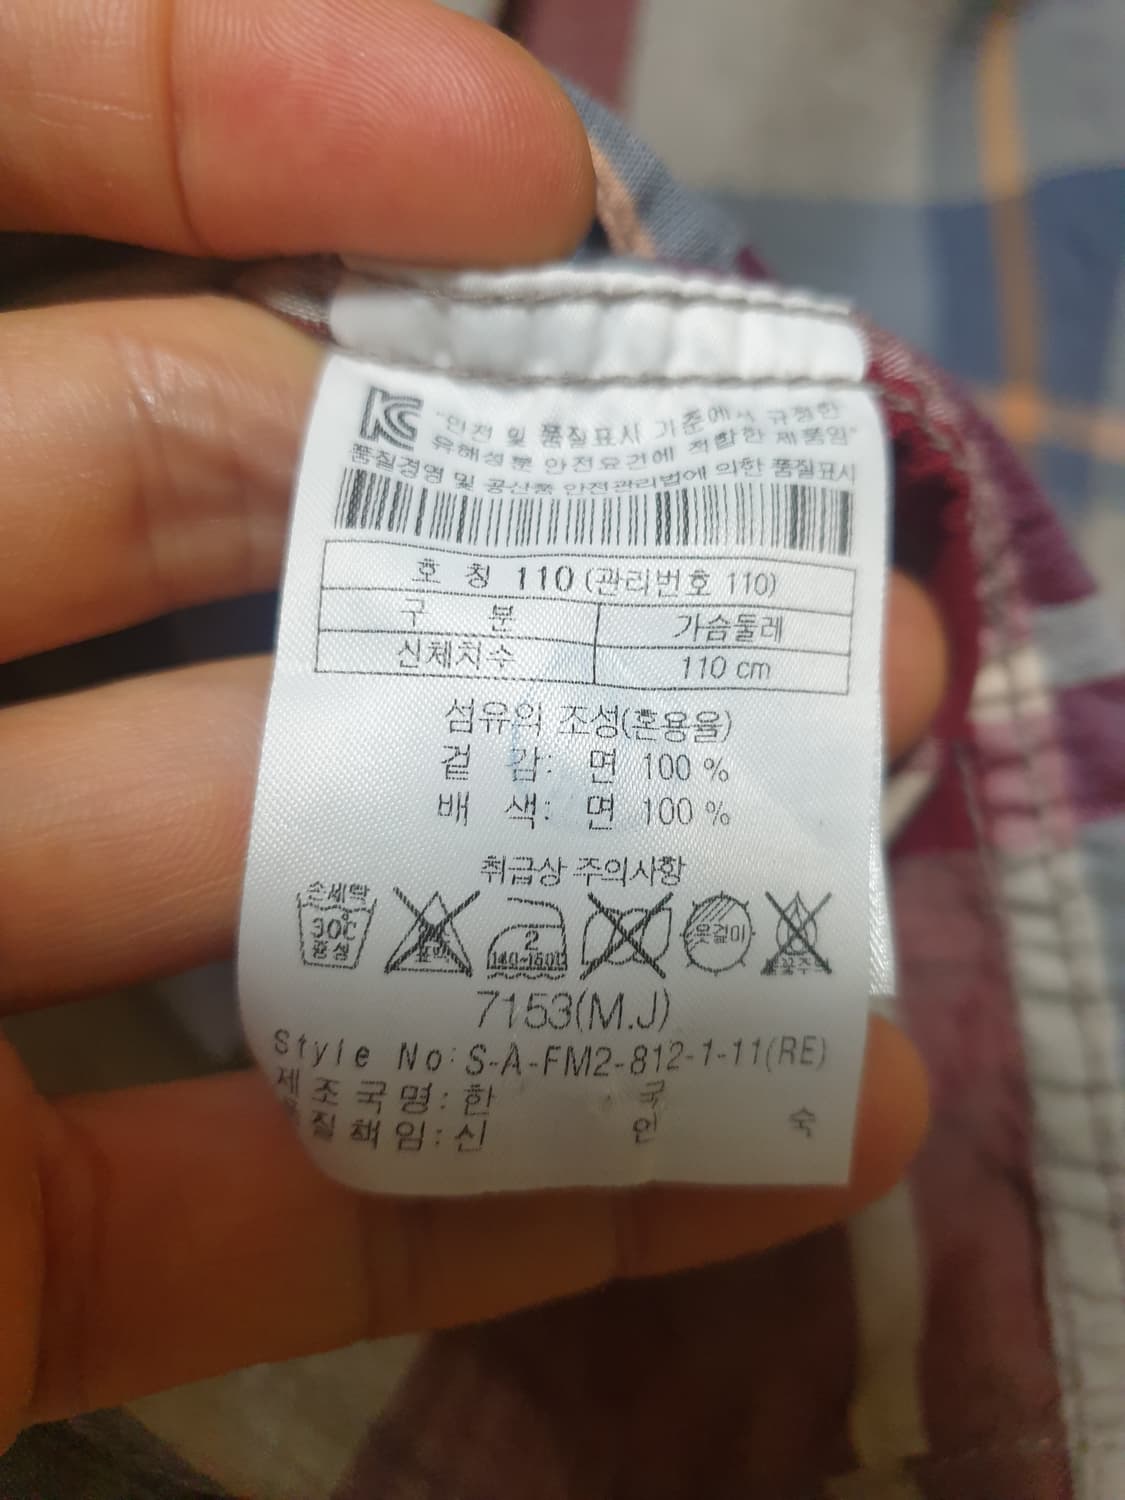 "안전 및 품질표시 기준에서 규정한
유해성분 안전요건에 적합한 제품임"
품질경영 및 공산품 안전관리법에 의한 품질표시
호 칭 110 (관리번호 110)
구 분 가슴둘레
신체치수 110 cm
섬유의 조성(혼용율)
겉 감: 면 100 %
배 색: 면 100 %
취급상 주의사항
손세탁
30℃
중성
표백
2
140~160℃
옷걸이
7153(M.J)
Style No: S-A-FM2-812-1-11(RE)
제 조 국 명: 한 국
품 질 책 임: 신 인 숙